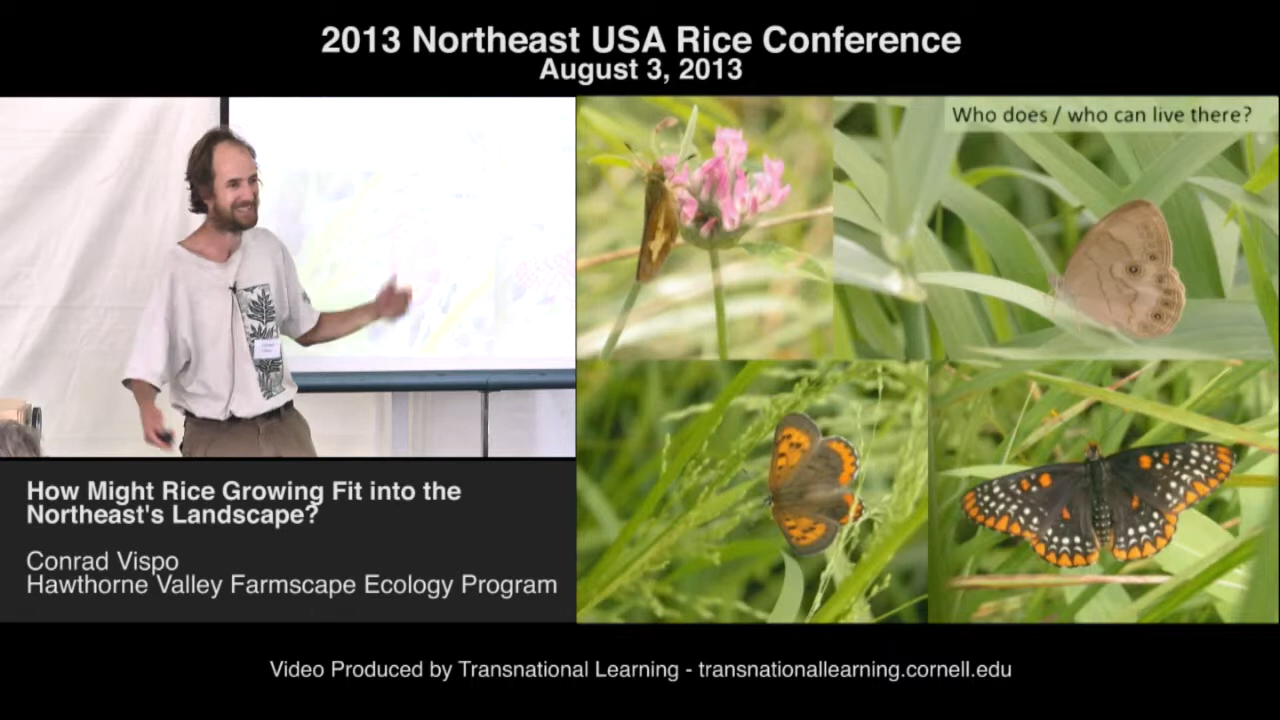 2013 Northeast USA Rice Conference
August 3, 2013
Who does / who can live there?
How Might Rice Growing Fit into the
Northeast's Landscape?
Conrad Vispo
Hawthorne Valley Farmscape Ecology Program
Video Produced by Transnational Learning - transnationallearning.cornell.edu